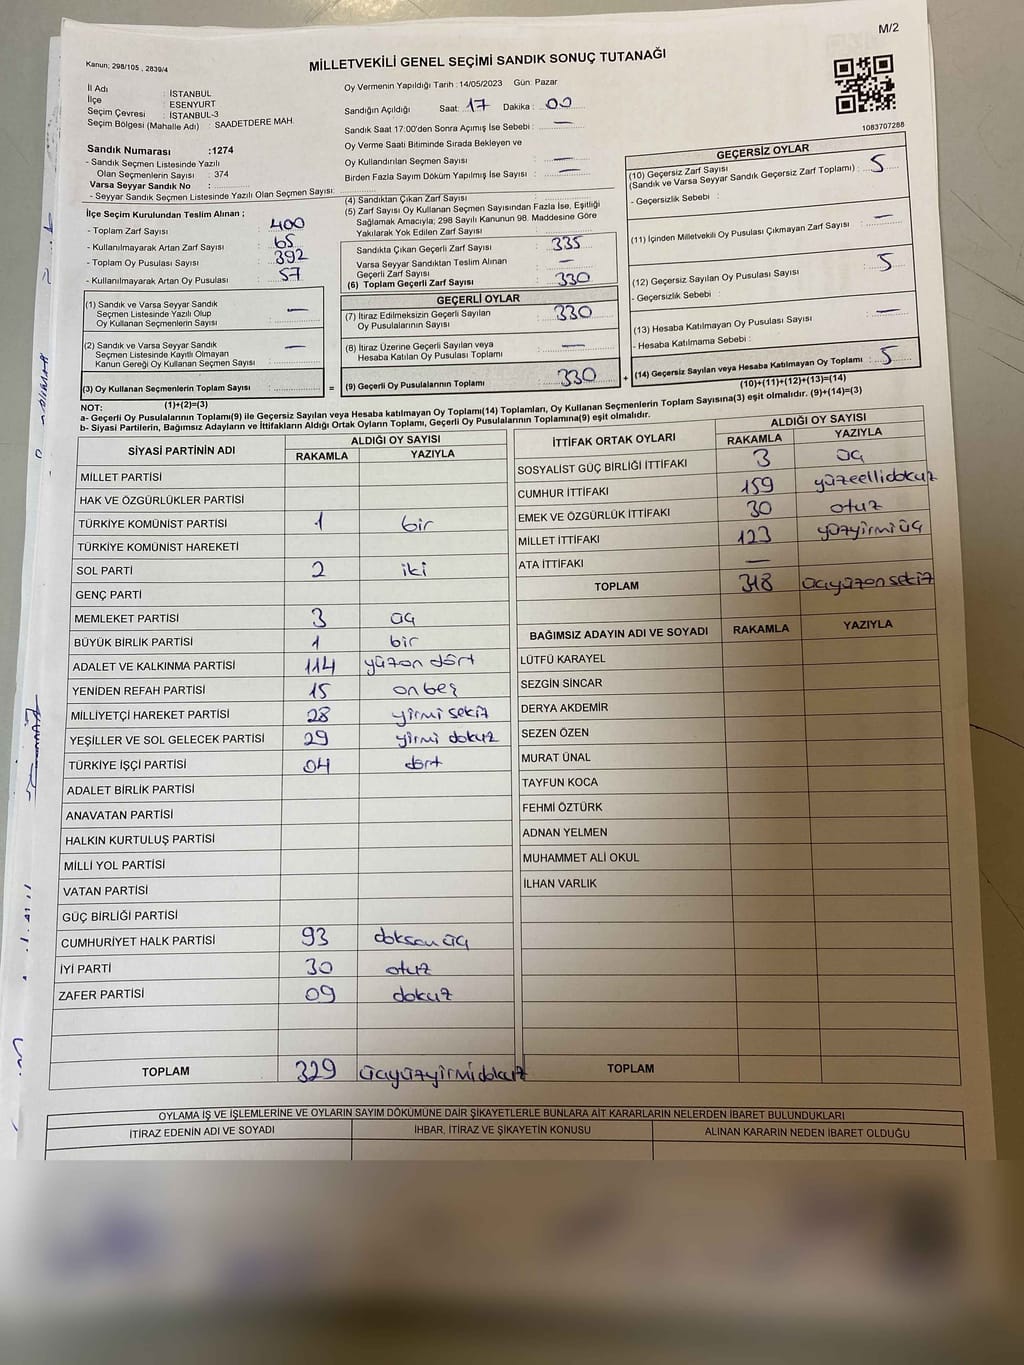 M/2
Kanun; 298/105 , 2839/4
MİLLETVEKİLİ GENEL SEÇİMİ SANDIK SONUÇ TUTANAĞI
1083707288
İl Adı : İSTANBUL
İlçe : ESENYURT
Seçim Çevresi : İSTANBUL-3
Seçim Bölgesi (Mahalle Adı) : SAADETDERE MAH.
Sandık Numarası :1274
- Sandık Seçmen Listesinde Yazılı
Olan Seçmenlerin Sayısı : 374
Varsa Seyyar Sandık No :
- Seyyar Sandık Seçmen Listesinde Yazılı Olan Seçmen Sayısı:
Oy Vermenin Yapıldığı Tarih : 14/05/2023 Gün: Pazar
Sandığın Açıldığı Saat: 17 Dakika : 00
Sandık Saat 17:00'den Sonra Açımış İse Sebebi : —
Oy Verme Saati Bitiminde Sırada Bekleyen ve
Oy Kullandırılan Seçmen Sayısı : —
Birden Fazla Sayım Döküm Yapılmış İse Sayısı : —
İlçe Seçim Kurulundan Teslim Alınan ;
- Toplam Zarf Sayısı : 400
- Kullanılmayarak Artan Zarf Sayısı : 65
- Toplam Oy Pusulası Sayısı : 392
- Kullanılmayarak Artan Oy Pusulası : 57
(1) Sandık ve Varsa Seyyar Sandık
Seçmen Listesinde Yazılı Olup
Oy Kullanan Seçmenlerin Sayısı : —
(2) Sandık ve Varsa Seyyar Sandık
Seçmen Listesinde Kayıtlı Olmayan
Kanun Gereği Oy Kullanan Seçmen Sayısı : —
(3) Oy Kullanan Seçmenlerin Toplam Sayısı : =
(1)+(2)=(3)
(4) Sandıktan Çıkan Zarf Sayısı :
(5) Zarf Sayısı Oy Kullanan Seçmen Sayısından Fazla İse, Eşitliği
Sağlamak Amacıyla; 298 Sayılı Kanunun 98. Maddesine Göre
Yakılarak Yok Edilen Zarf Sayısı :
Sandıkta Çıkan Geçerli Zarf Sayısı : 335
Varsa Seyyar Sandıktan Teslim Alınan
Geçerli Zarf Sayısı : —
(6) Toplam Geçerli Zarf Sayısı : 330
GEÇERLİ OYLAR
(7) İtiraz Edilmeksizin Geçerli Sayılan
Oy Pusulalarının Sayısı : 330
(8) İtiraz Üzerine Geçerli Sayılan veya
Hesaba Katılan Oy Pusulası Toplamı : —
(9) Geçerli Oy Pusulalarının Toplamı : 330 +
GEÇERSİZ OYLAR
(10) Geçersiz Zarf Sayısı
(Sandık ve Varsa Seyyar Sandık Geçersiz Zarf Toplamı) : 5
- Geçersizlik Sebebi :
(11) İçinden Milletvekili Oy Pusulası Çıkmayan Zarf Sayısı : —
(12) Geçersiz Sayılan Oy Pusulası Sayısı : 5
- Geçersizlik Sebebi :
(13) Hesaba Katılmayan Oy Pusulası Sayısı : —
- Hesaba Katılmama Sebebi :
(14) Geçersiz Sayılan veya Hesaba Katılmayan Oy Toplamı : 5
(10)+(11)+(12)+(13)=(14)
NOT:
a- Geçerli Oy Pusulalarının Toplamı(9) ile Geçersiz Sayılan veya Hesaba katılmayan Oy Toplamı(14) Toplamları, Oy Kullanan Seçmenlerin Toplam Sayısına(3) eşit olmalıdır. (9)+(14)=(3)
b- Siyasi Partilerin, Bağımsız Adayların ve İttifakların Aldığı Ortak Oyların Toplamı, Geçerli Oy Pusulalarının Toplamına(9) eşit olmalıdır.
SİYASİ PARTİNİN ADI ALDIĞI OY SAYISI
RAKAMLA YAZIYLA
MİLLET PARTİSİ
HAK VE ÖZGÜRLÜKLER PARTİSİ
TÜRKİYE KOMÜNİST PARTİSİ 1 bir
TÜRKİYE KOMÜNİST HAREKETİ
SOL PARTİ 2 iki
GENÇ PARTİ
MEMLEKET PARTİSİ 3 üç
BÜYÜK BİRLİK PARTİSİ 1 bir
ADALET VE KALKINMA PARTİSİ 114 yüzon dört
YENİDEN REFAH PARTİSİ 15 onbeş
MİLLİYETÇİ HAREKET PARTİSİ 28 yirmi sekiz
YEŞİLLER VE SOL GELECEK PARTİSİ 29 yirmi dokuz
TÜRKİYE İŞÇİ PARTİSİ 04 dört
ADALET BİRLİK PARTİSİ
ANAVATAN PARTİSİ
HALKIN KURTULUŞ PARTİSİ
MİLLİ YOL PARTİSİ
VATAN PARTİSİ
GÜÇ BİRLİĞİ PARTİSİ
CUMHURİYET HALK PARTİSİ 93 doksan üç
İYİ PARTİ 30 otuz
ZAFER PARTİSİ 09 dokuz
TOPLAM 329 üçyüzyirmidokuz
İTTİFAK ORTAK OYLARI ALDIĞI OY SAYISI
RAKAMLA YAZIYLA
SOSYALİST GÜÇ BİRLİĞİ İTTİFAKI 3 üç
CUMHUR İTTİFAKI 159 yüzellidokuz
EMEK VE ÖZGÜRLÜK İTTİFAKI 30 otuz
MİLLET İTTİFAKI 123 yüzyirmiüç
ATA İTTİFAKI —
TOPLAM 318 üçyüzonsekiz
BAĞIMSIZ ADAYIN ADI VE SOYADI RAKAMLA YAZIYLA
LÜTFÜ KARAYEL
SEZGİN SİNCAR
DERYA AKDEMİR
SEZEN ÖZEN
MURAT ÜNAL
TAYFUN KOCA
FEHMİ ÖZTÜRK
ADNAN YELMEN
MUHAMMET ALİ OKUL
İLHAN VARLIK
TOPLAM
OYLAMA İŞ VE İŞLEMLERİNE VE OYLARIN SAYIM DÖKÜMÜNE DAİR ŞİKAYETLERLE BUNLARA AİT KARARLARIN NELERDEN İBARET BULUNDUKLARI
İTİRAZ EDENİN ADI VE SOYADI İHBAR, İTİRAZ VE ŞİKAYETİN KONUSU ALINAN KARARIN NEDEN İBARET OLDUĞU